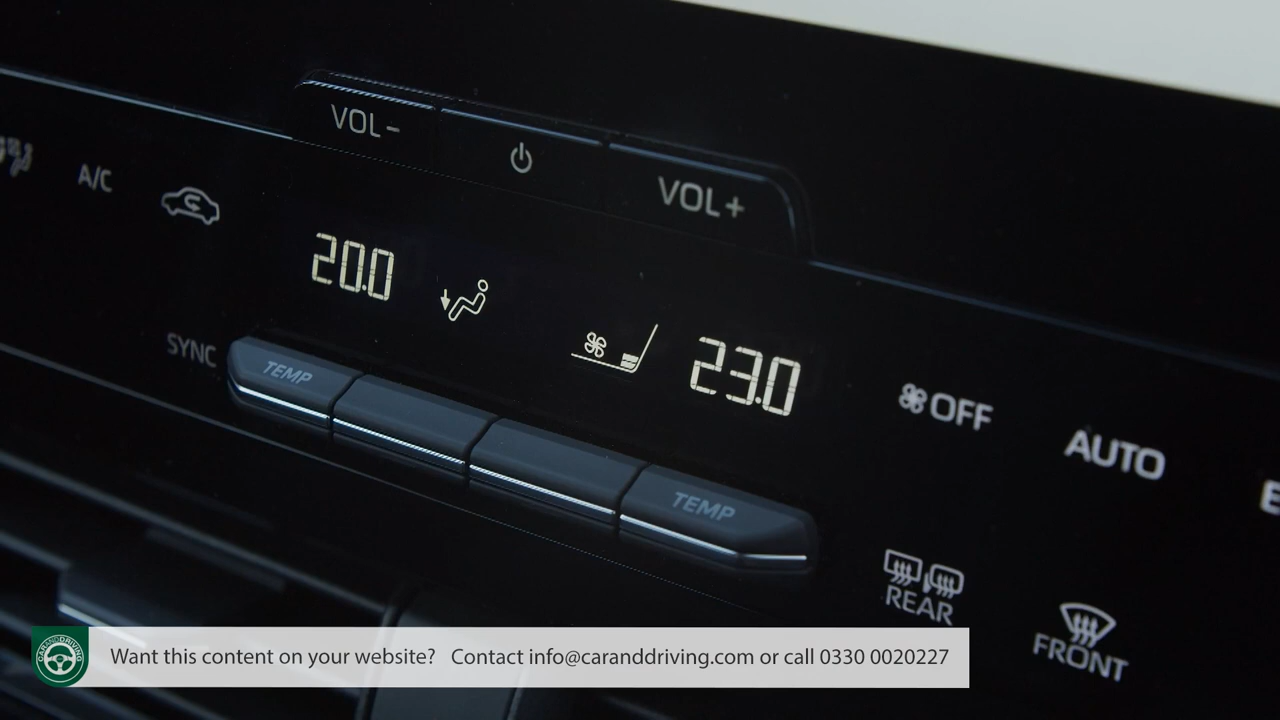 VOL-
VOL+
A/C
20.0
23.0
SYNC
TEMP
TEMP
OFF
AUTO
REAR
FRONT
CARANDDRIVING
Want this content on your website? Contact info@caranddriving.com or call 0330 0020227